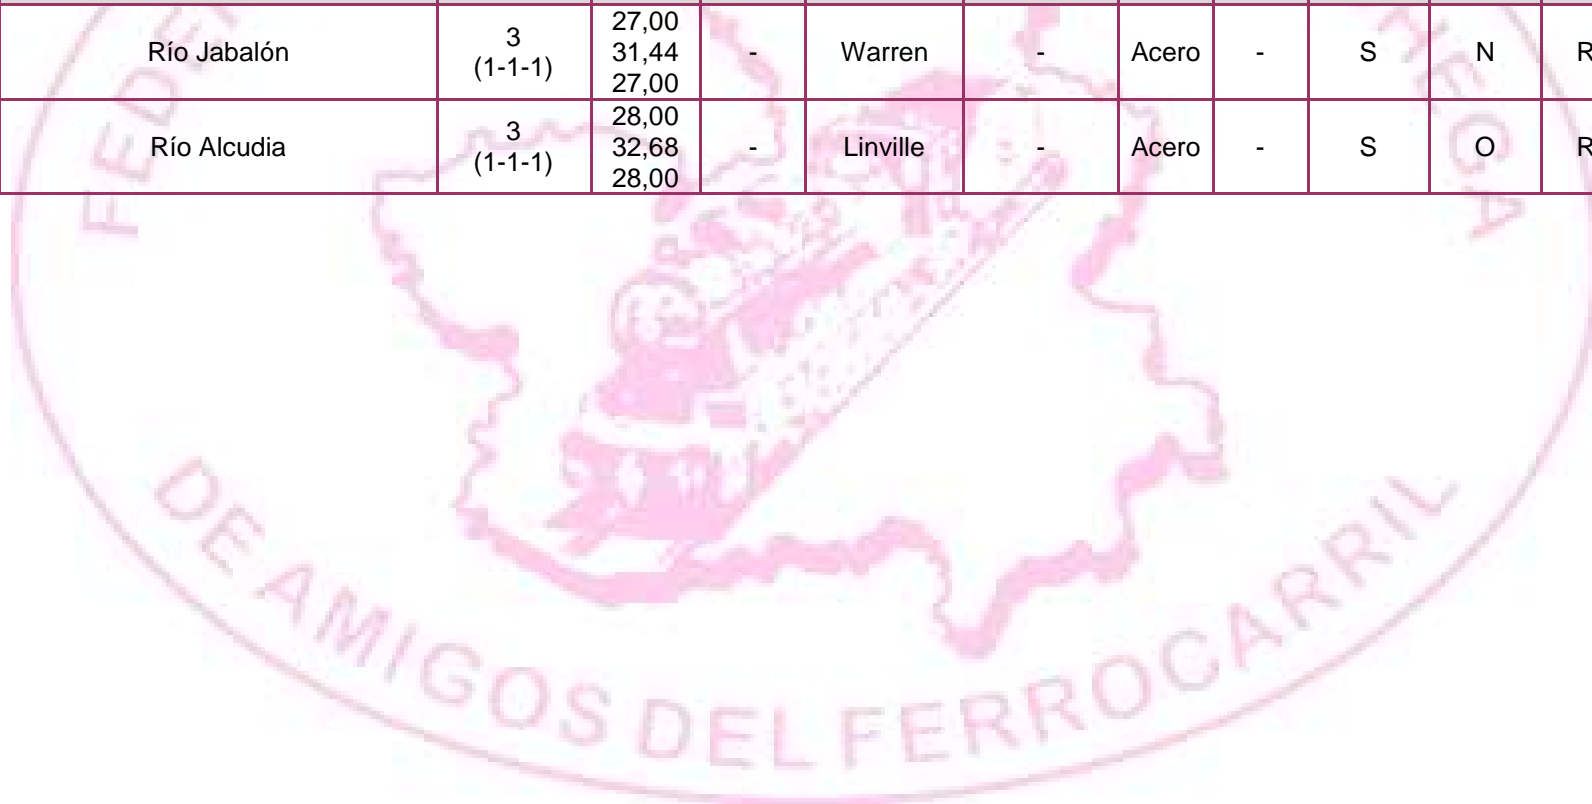 Río Jabalón 3 (1-1-1) 27,00 31,44 27,00 - Warren - Acero - S N R
Río Alcudia 3 (1-1-1) 28,00 32,68 28,00 - Linville - Acero - S O R
DE AMIGOS DEL FERROCARRIL